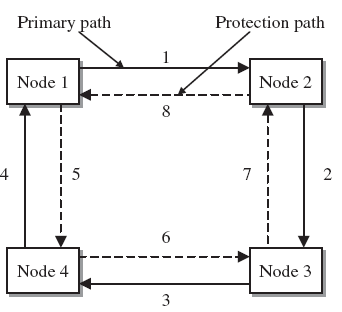 Primary path
Protection path
1
Node 1
Node 2
8
4
5
7
2
6
Node 4
Node 3
3